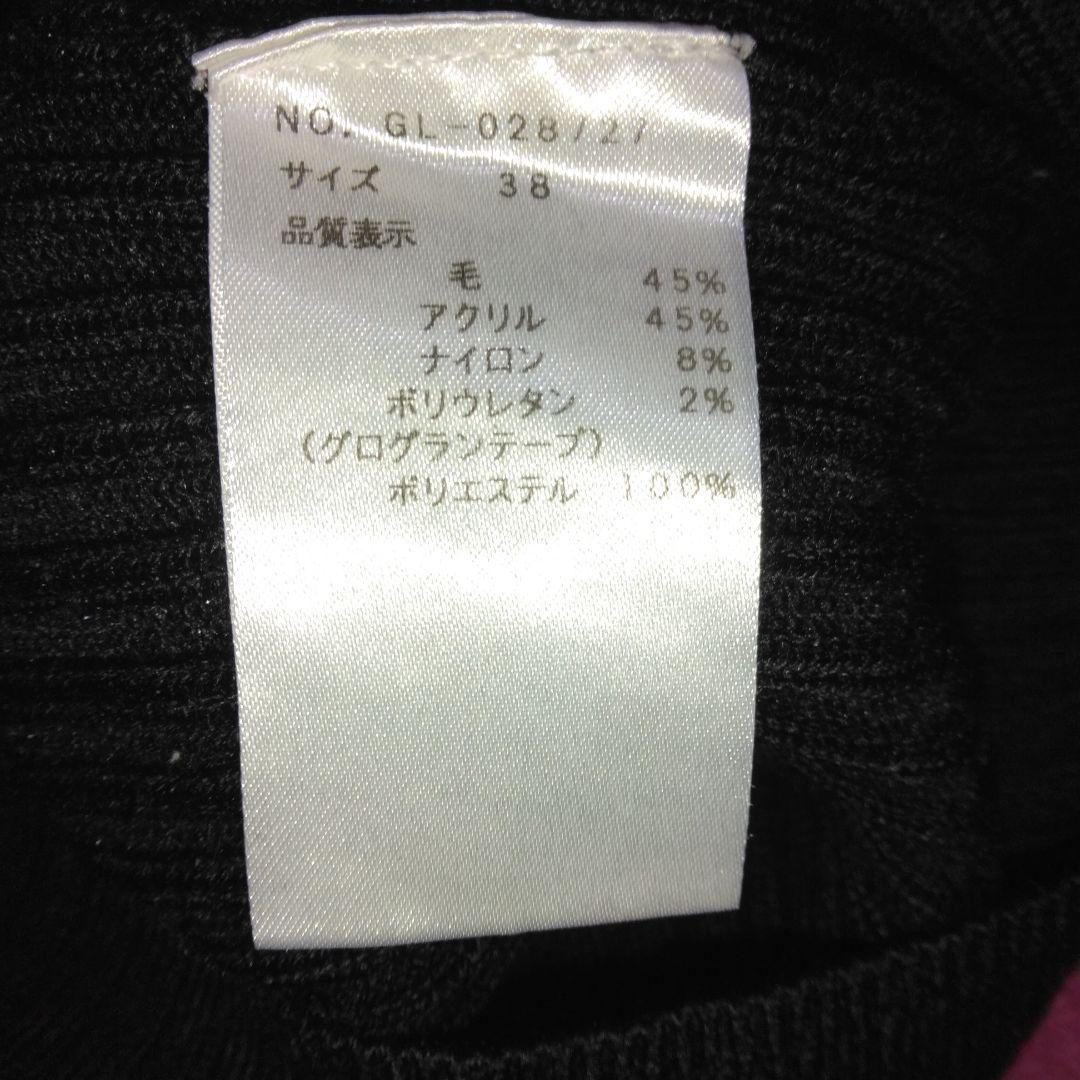 NO. GL-028/27
サイズ 38
品質表示
毛 45%
アクリル 45%
ナイロン 8%
ポリウレタン 2%
(グログランテープ)
ポリエステル 100%